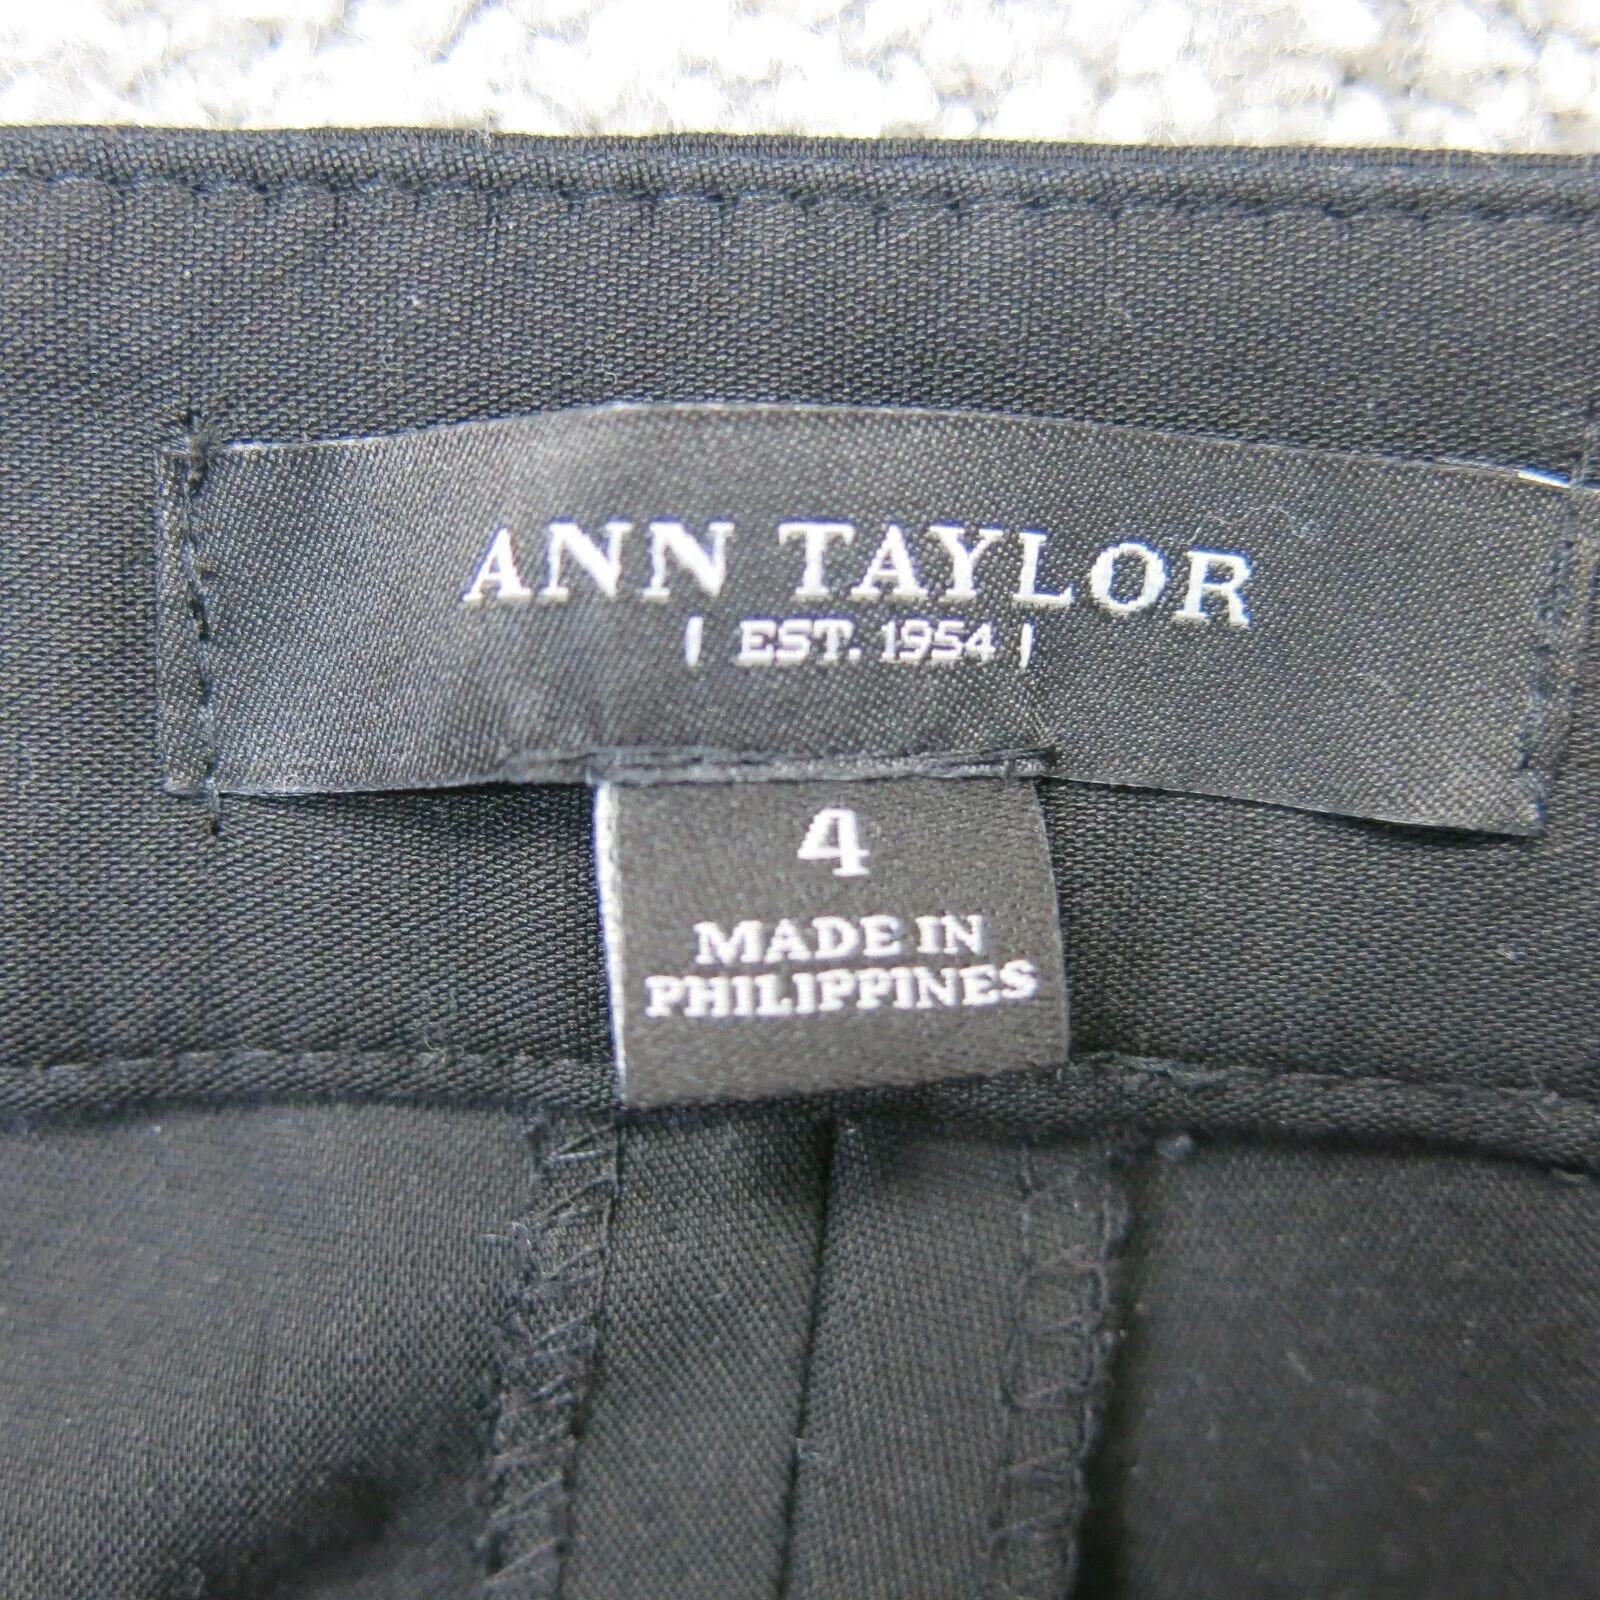 ANN TAYLOR
| EST. 1954 |
4
MADE IN
PHILIPPINES